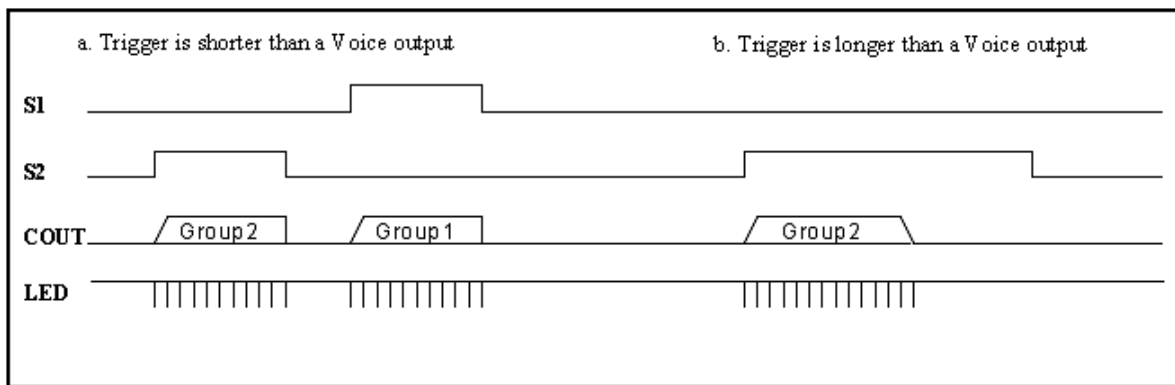 a. Trigger is shorter than a Voice output
b. Trigger is longer than a Voice output
S1
S2
COUT
Group2
Group1
Group2
LED